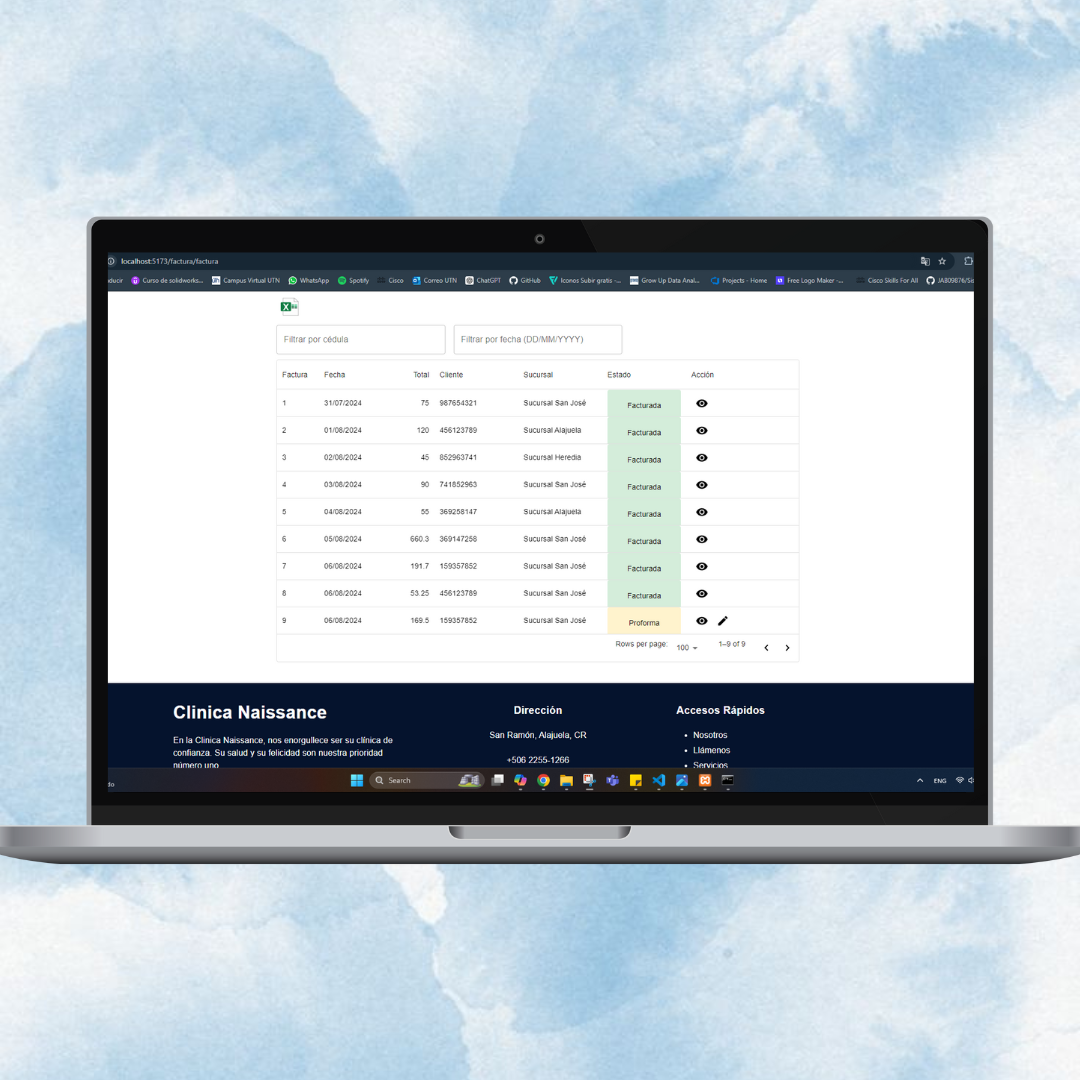 localhost:5173/factura/factura
ducir Curso de solidworks... Campus Virtual UTN WhatsApp Spotify Cisco Correo UTN ChatGPT GitHub Iconos Subir gratis -... Grow Up Data Anal... Projects - Home Free Logo Maker -... Cisco Skills For All
Filtrar por cédula Filtrar por fecha (DD/MM/YYYY)
Factura Fecha Total Cliente Sucursal Estado Acción
1 31/07/2024 75 987654321 Sucursal San José Facturada
2 01/08/2024 120 456123789 Sucursal Alajuela Facturada
3 02/08/2024 45 852963741 Sucursal Heredia Facturada
4 03/08/2024 90 741852963 Sucursal San José Facturada
5 04/08/2024 55 369258147 Sucursal Alajuela Facturada
6 05/08/2024 660.3 369147258 Sucursal San José Facturada
7 06/08/2024 191.7 159357852 Sucursal San José Facturada
8 06/08/2024 53.25 456123789 Sucursal San José Facturada
9 06/08/2024 169.5 159357852 Sucursal San José Proforma
Rows per page: 100 1–9 of 9
Clinica Naissance Dirección Accesos Rápidos
En la Clinica Naissance, nos enorgullece ser su clínica de
confianza. Su salud y su felicidad son nuestra prioridad
número uno
San Ramón, Alajuela, CR
+506 2255-1266
• Nosotros
• Llámenos
• Servicios
do Search ENG